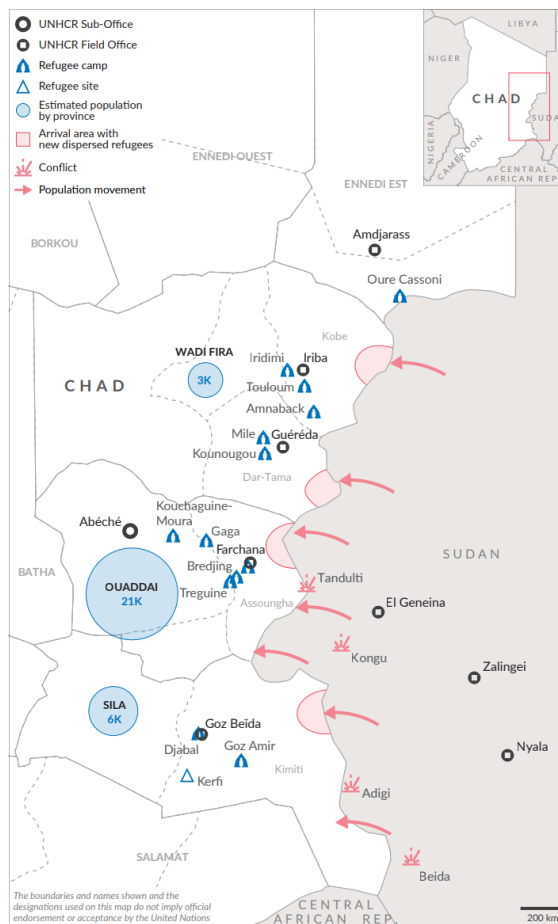 UNHCR Sub-Office
UNHCR Field Office
Refugee camp
Refugee site
Estimated population
by province
Arrival area with
new dispersed refugees
Conflict
Population movement
LIBYA
NIGER
CHAD
SUDA
NIGERIA
CAMEROON
CENTRAL
AFRICAN REP.
ENNEDI OUEST
ENNEDI EST
BORKOU
Amdjarass
Oure Cassoni
Kobe
WADI FIRA
3K
Iridimi
Iriba
CHAD
Touloum
Amnaback
Mile
Guéréda
Kounougou
Dar-Tama
Kouchaguine-
Moura
Abéché
Gaga
Farchana
SUDAN
BATHA
Bredjing
Tandulti
OUADDAI
21K
Treguine
Assoungha
El Geneina
Kongu
Zalingei
SILA
6K
Goz Beïda
Djabal
Goz Amir
Nyala
Kimiti
Kerfi
Adigi
SALAMAT
Beida
The boundaries and names shown and the
designations used on this map do not imply official
endorsement or acceptance by the United Nations
CENTRAL
AFRICAN REP.
200 km